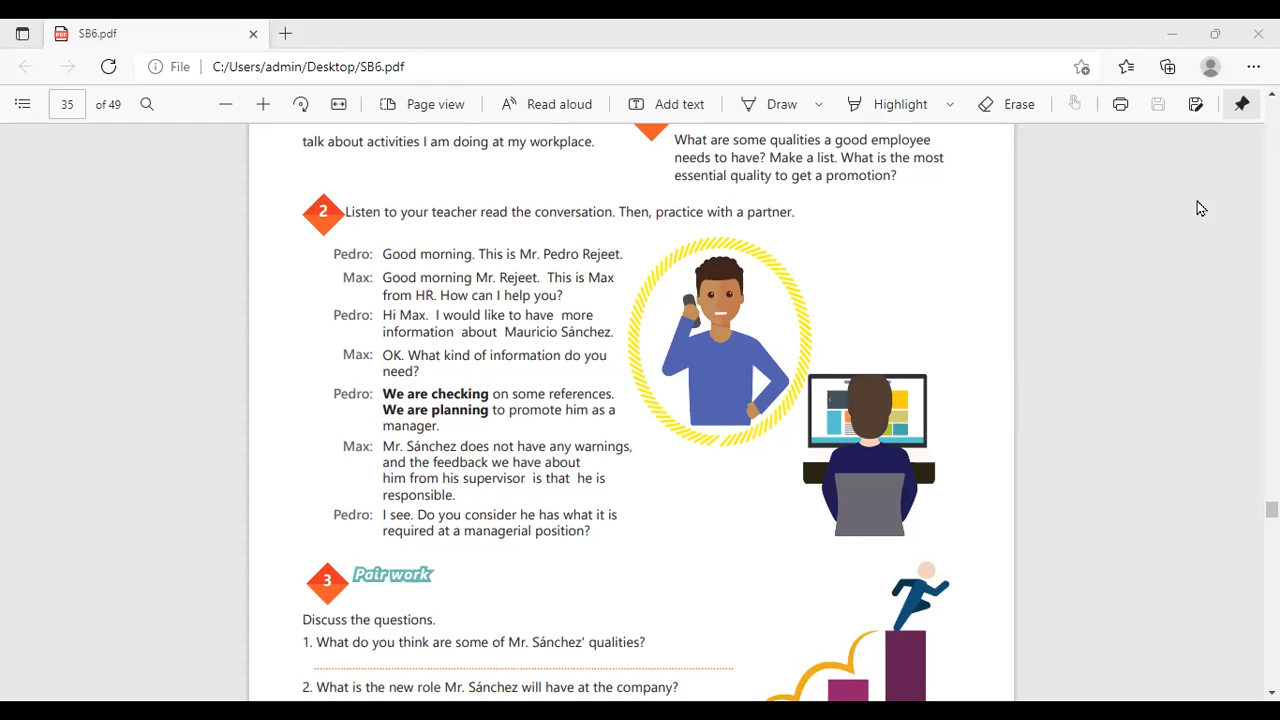 SB6.pdf
File C:/Users/admin/Desktop/SB6.pdf
35 of 49 Page view Read aloud Add text Draw Highlight Erase
talk about activities I am doing at my workplace.
What are some qualities a good employee
needs to have? Make a list. What is the most
essential quality to get a promotion?
2 Listen to your teacher read the conversation. Then, practice with a partner.
Pedro: Good morning. This is Mr. Pedro Rejeet.
Max: Good morning Mr. Rejeet. This is Max
from HR. How can I help you?
Pedro: Hi Max. I would like to have more
information about Mauricio Sánchez.
Max: OK. What kind of information do you
need?
Pedro: We are checking on some references.
We are planning to promote him as a
manager.
Max: Mr. Sánchez does not have any warnings,
and the feedback we have about
him from his supervisor is that he is
responsible.
Pedro: I see. Do you consider he has what it is
required at a managerial position?
3 Pair work
Discuss the questions.
1. What do you think are some of Mr. Sánchez' qualities?
2. What is the new role Mr. Sánchez will have at the company?